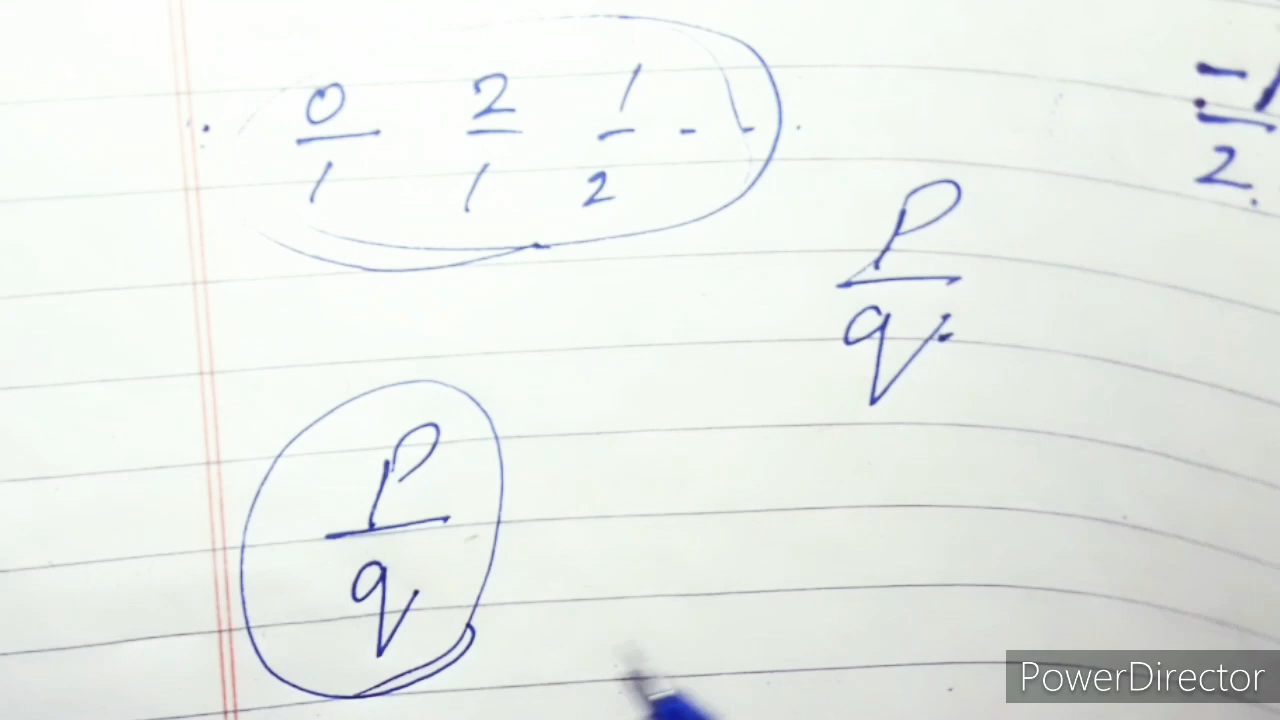 0/1 2/1 1/2 - -
-1/2
P/q
P/q
PowerDirector